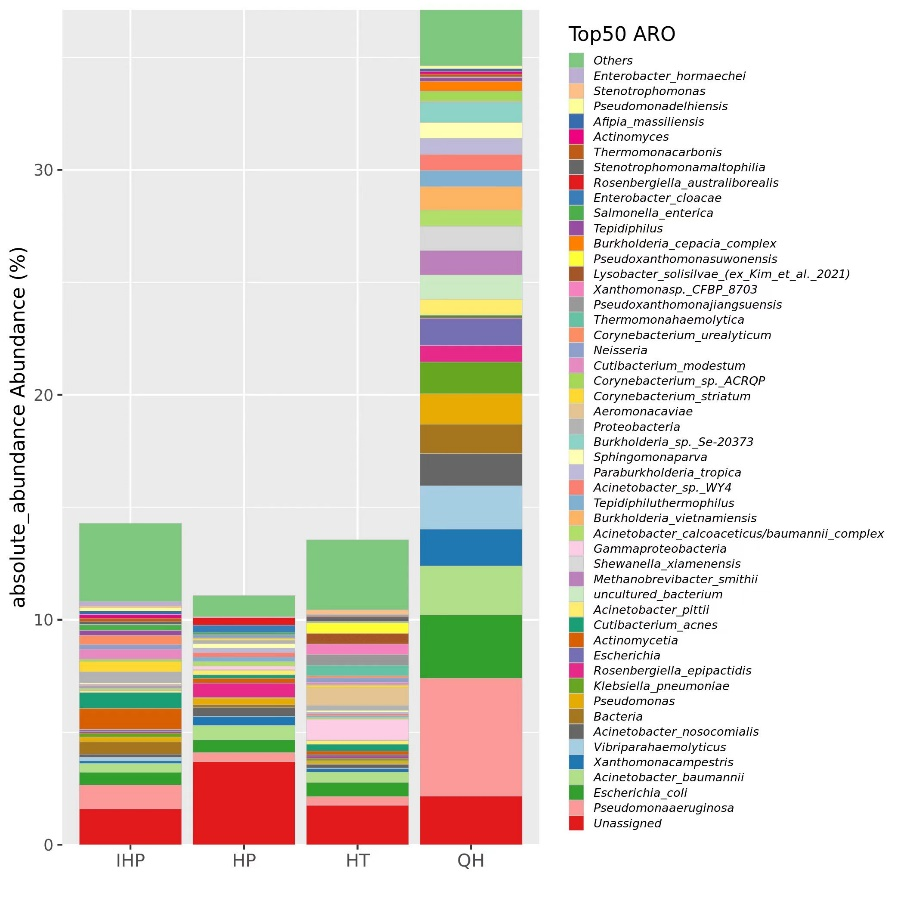 Top50 ARO
Others
Enterobacter_hormaechei
Stenotrophomonas
Pseudomonadelhiensis
Afipia_massiliensis
Actinomyces
Thermomonacarbonis
Stenotrophomonamaltophilia
Rosenbergiella_australiborealis
Enterobacter_cloacae
Salmonella_enterica
Tepidiphilus
Burkholderia_cepacia_complex
Pseudoxanthomonasuwonensis
Lysobacter_solisilvae_(ex_Kim_et_al._2021)
Xanthomonasp._CFBP_8703
Pseudoxanthomonajiangsuensis
Thermomonahaemolytica
Corynebacterium_urealyticum
Neisseria
Cutibacterium_modestum
Corynebacterium_sp._ACRQP
Corynebacterium_striatum
Aeromonacaviae
Proteobacteria
Burkholderia_sp._Se-20373
Sphingomonaparva
Paraburkholderia_tropica
Acinetobacter_sp._WY4
Tepidiphiluthermophilus
Burkholderia_vietnamiensis
Acinetobacter_calcoaceticus/baumannii_complex
Gammaproteobacteria
Shewanella_xiamenensis
Methanobrevibacter_smithii
uncultured_bacterium
Acinetobacter_pittii
Cutibacterium_acnes
Actinomycetia
Escherichia
Rosenbergiella_epipactidis
Klebsiella_pneumoniae
Pseudomonas
Bacteria
Acinetobacter_nosocomialis
Vibriparahaemolyticus
Xanthomonacampestris
Acinetobacter_baumannii
Escherichia_coli
Pseudomonaaeruginosa
Unassigned
absolute_abundance Abundance (%)
30
20
10
0
IHP HP HT QH